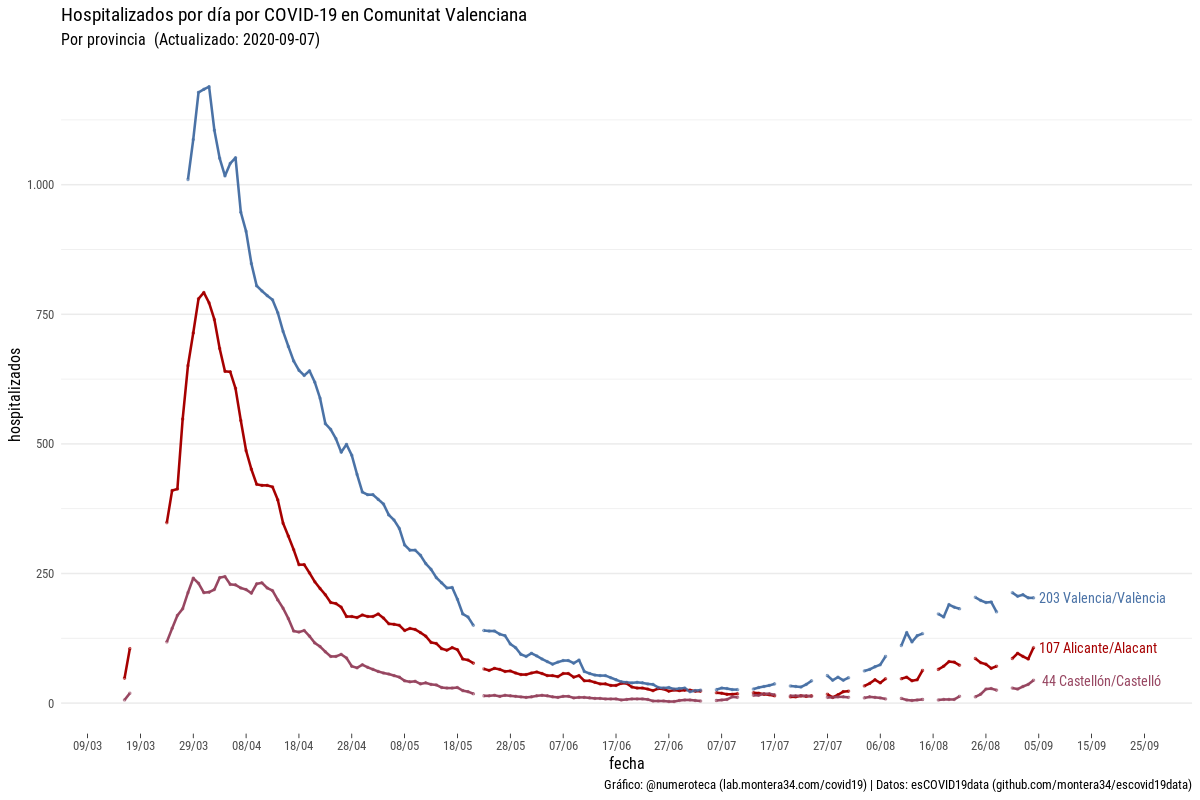 Hospitalizados por día por COVID-19 en Comunitat Valenciana
Por provincia  (Actualizado: 2020-09-07)
hospitalizados
1.000
750
500
250
0
203 Valencia/València
107 Alicante/Alacant
44 Castellón/Castelló
09/03 19/03 29/03 08/04 18/04 28/04 08/05 18/05 28/05 07/06 17/06 27/06 07/07 17/07 27/07 06/08 16/08 26/08 05/09 15/09 25/09
fecha
Gráfico: @numeroteca (lab.montera34.com/covid19) | Datos: esCOVID19data (github.com/montera34/escovid19data)